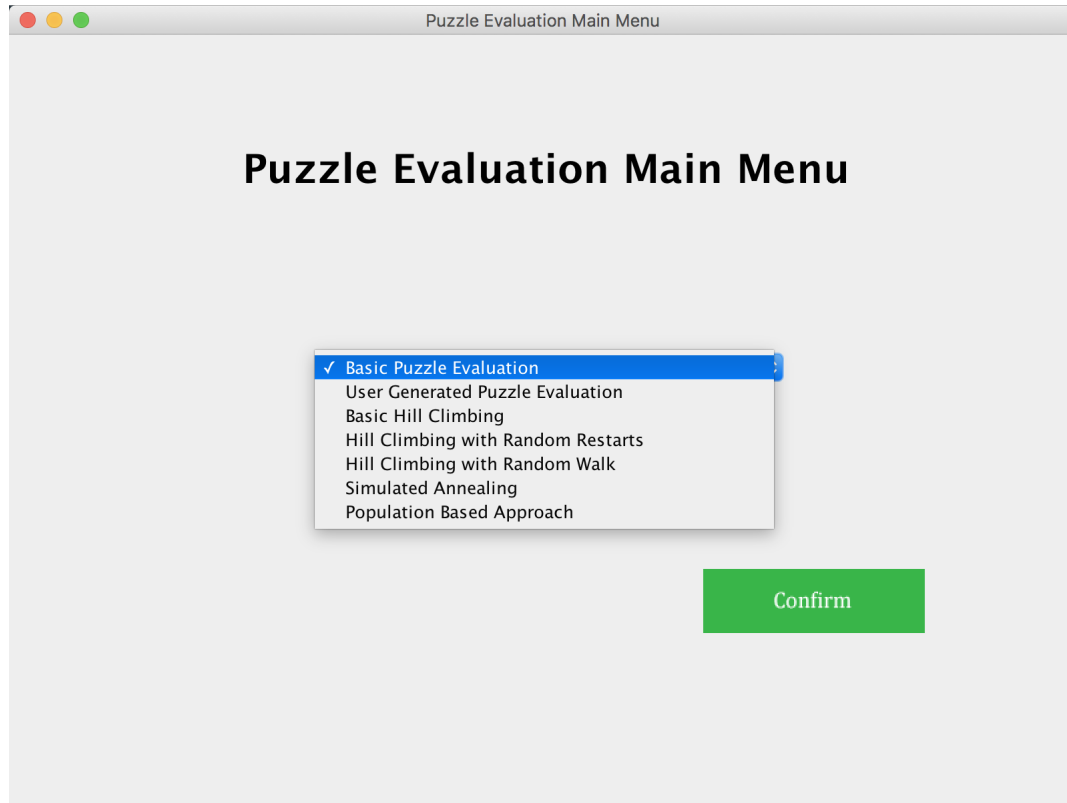 Puzzle Evaluation Main Menu
Puzzle Evaluation Main Menu
✓ Basic Puzzle Evaluation
User Generated Puzzle Evaluation
Basic Hill Climbing
Hill Climbing with Random Restarts
Hill Climbing with Random Walk
Simulated Annealing
Population Based Approach
Confirm